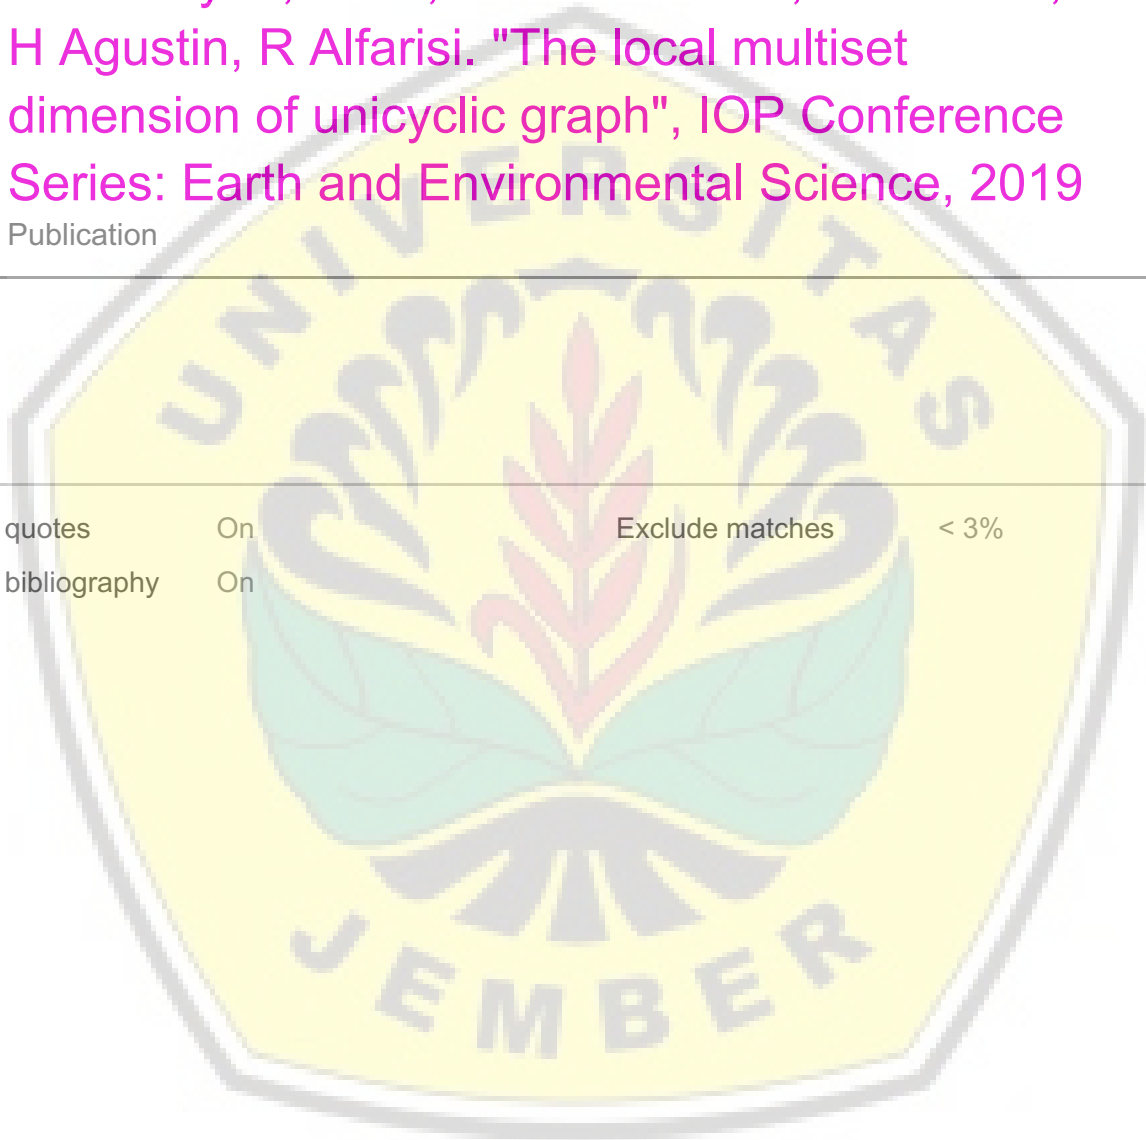 H Agustin, R Alfarisi. "The local multiset
dimension of unicyclic graph", IOP Conference
Series: Earth and Environmental Science, 2019
Publication
UNIVERSITAS
quotes On Exclude matches < 3%
bibliography On
JEMBER